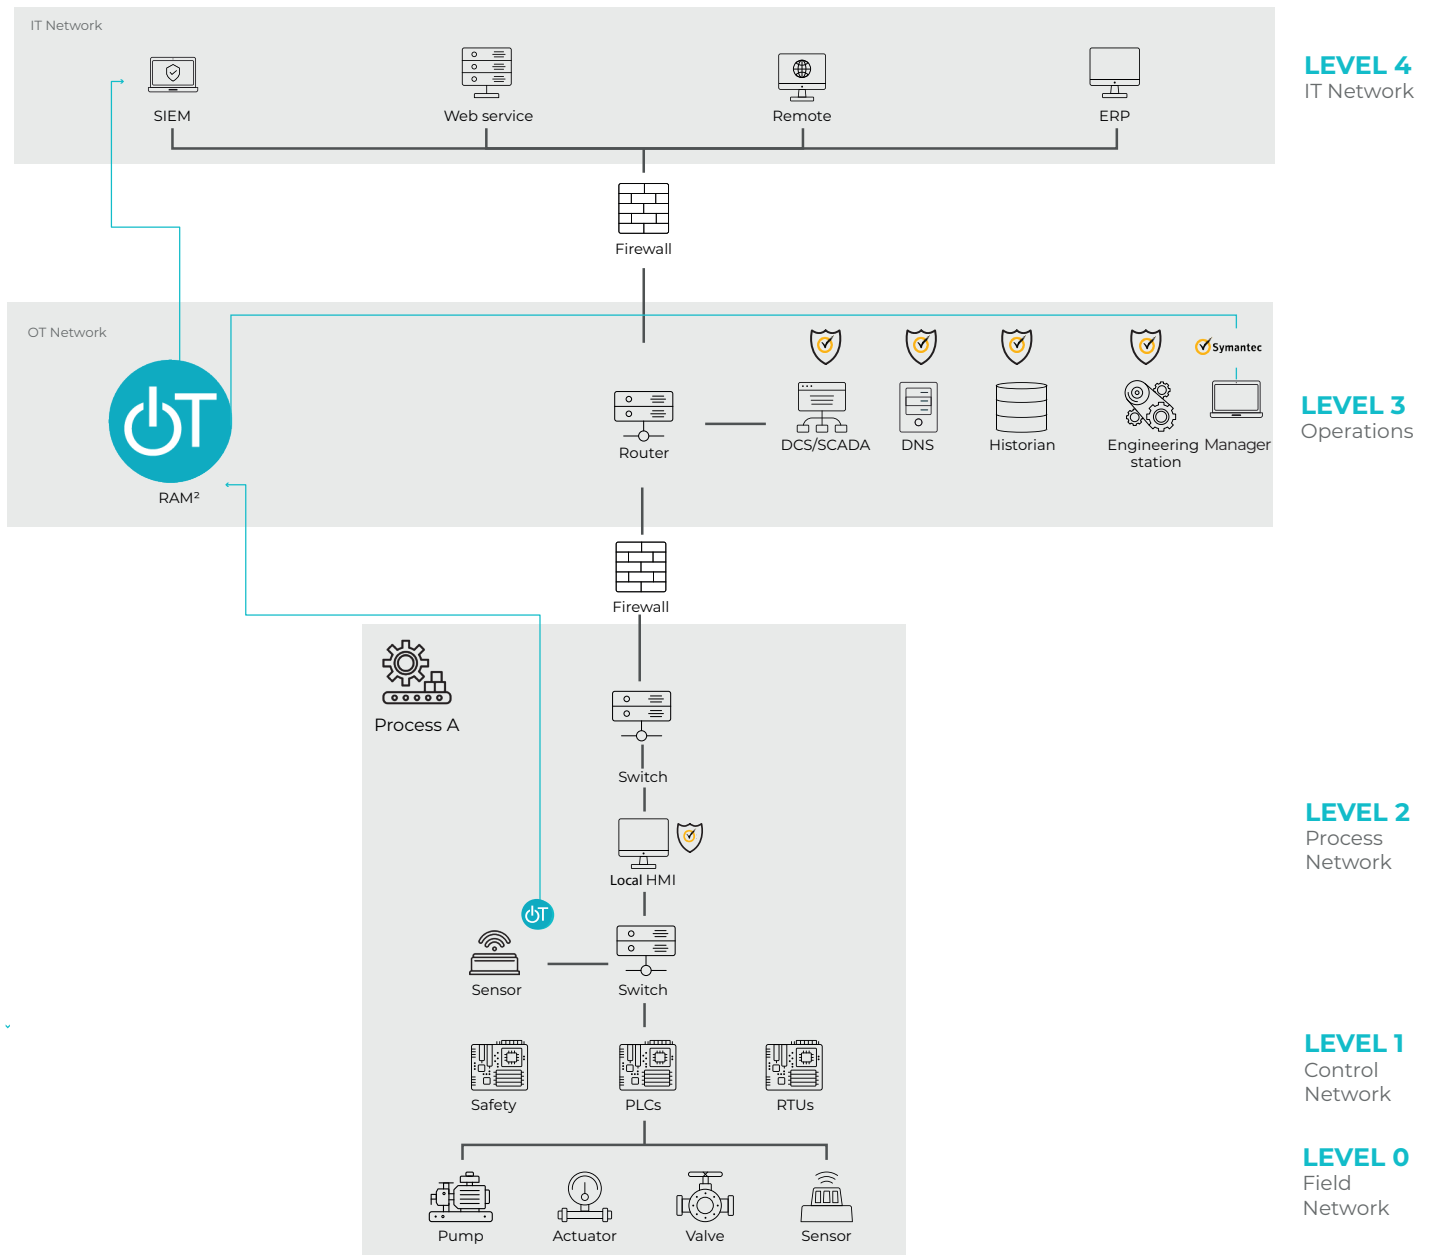 IT Network
SIEM
Web service
Remote
ERP
LEVEL 4
IT Network
Firewall
OT Network
OT
RAM²
Router
DCS/SCADA
DNS
Historian
Engineering
station
Symantec
Manager
LEVEL 3
Operations
Firewall
Process A
Switch
Local HMI
OT
Sensor
Switch
LEVEL 2
Process
Network
Safety
PLCs
RTUs
LEVEL 1
Control
Network
Pump
Actuator
Valve
Sensor
LEVEL 0
Field
Network